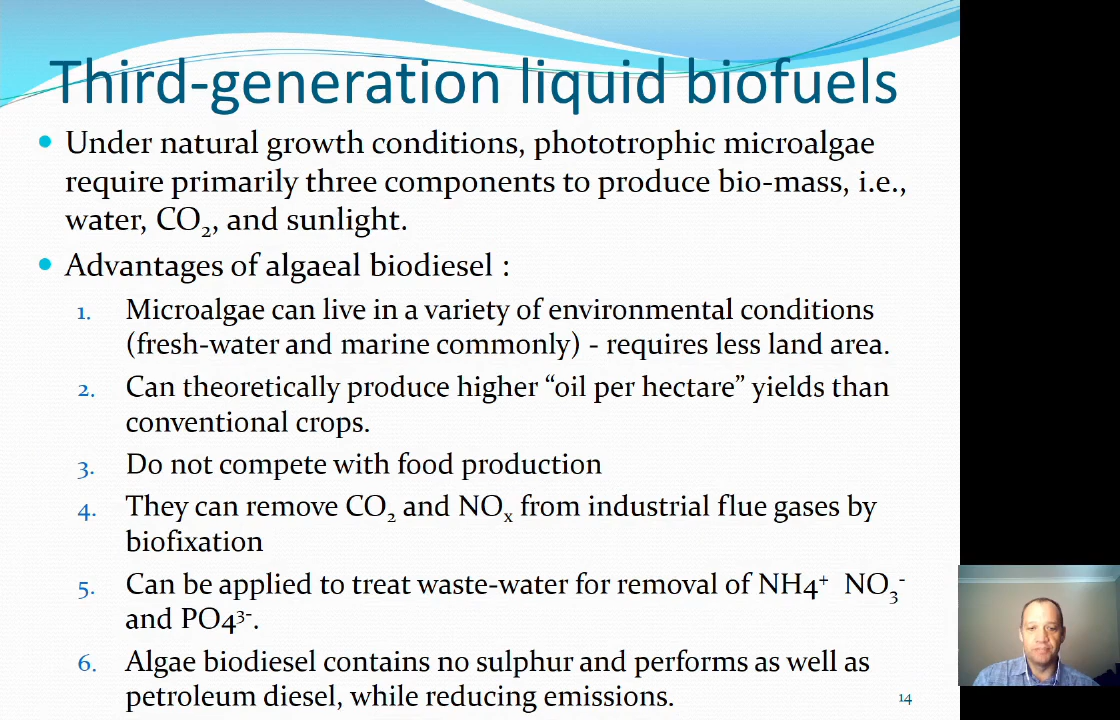 Third-generation liquid biofuels
• Under natural growth conditions, phototrophic microalgae
require primarily three components to produce bio-mass, i.e.,
water, CO₂, and sunlight.
• Advantages of algaeal biodiesel :
1. Microalgae can live in a variety of environmental conditions
(fresh-water and marine commonly) - requires less land area.
2. Can theoretically produce higher “oil per hectare” yields than
conventional crops.
3. Do not compete with food production
4. They can remove CO₂ and NOₓ from industrial flue gases by
biofixation
5. Can be applied to treat waste-water for removal of NH4⁺ NO₃⁻
and PO4³⁻.
6. Algae biodiesel contains no sulphur and performs as well as
petroleum diesel, while reducing emissions.
14